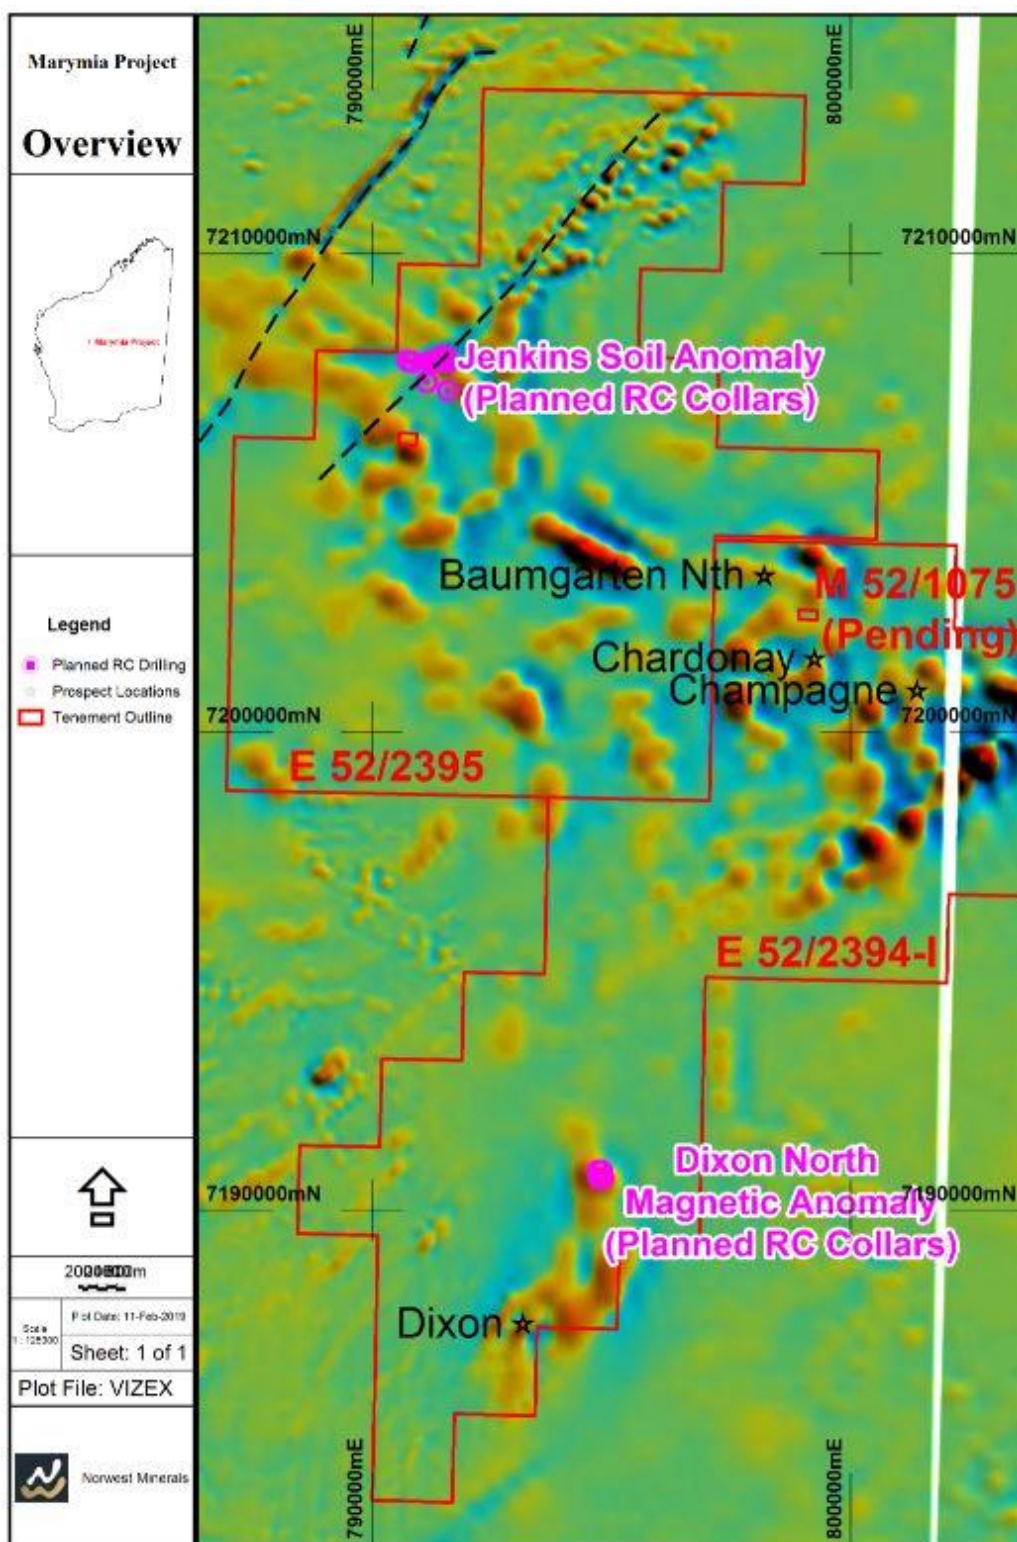 Marymia Project
Overview
Marymia Project
Legend
Planned RC Drilling
Prospect Locations
Tenement Outline
Plot Date: 11-Feb-2019
Scale
Sheet: 1 of 1
Plot File: VIZEX
Norwest Minerals
790000mE
800000mE
7210000mN
7210000mN
Jenkins Soil Anomaly
(Planned RC Collars)
Baumgarten Nth
M 52/1075
(Pending)
Chardonay
Champagne
7200000mN
7200000mN
E 52/2395
E 52/2394-I
Dixon North
Magnetic Anomaly
(Planned RC Collars)
7190000mN
7190000mN
Dixon
790000mE
800000mE